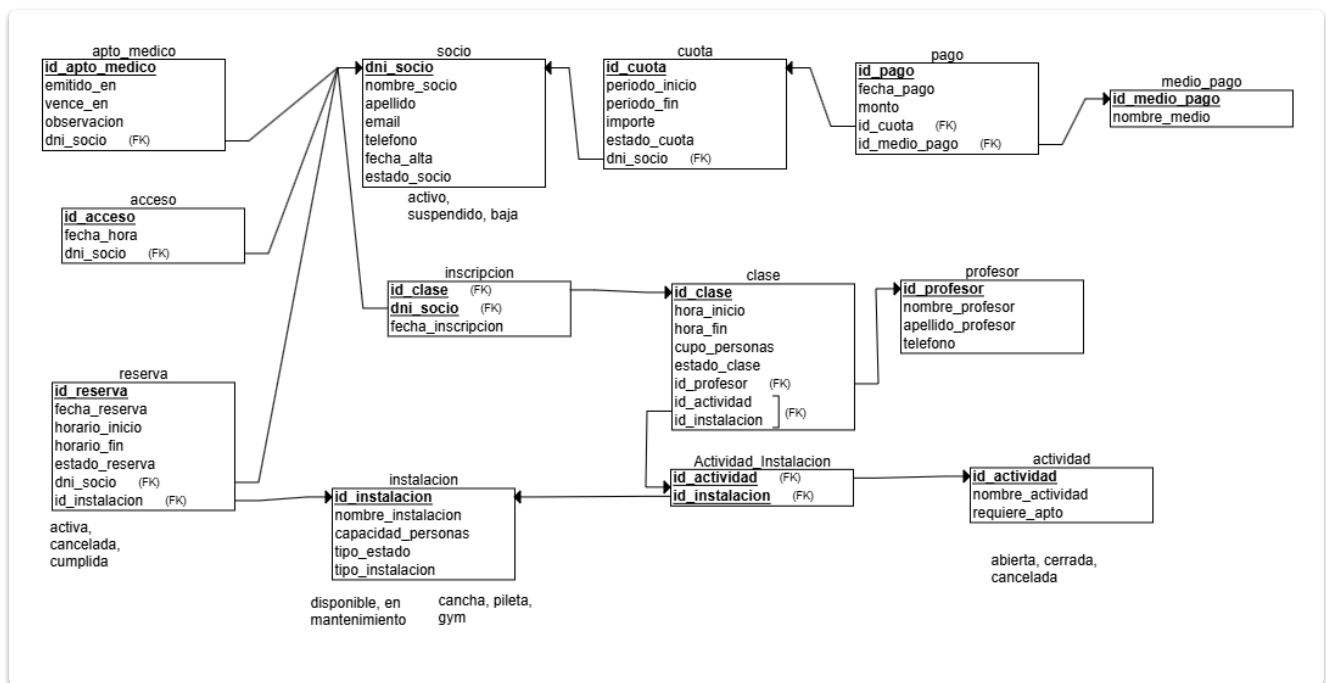 apto_medico
id_apto_medico
emitido_en
vence_en
observacion
dni_socio (FK)
socio
dni_socio
nombre_socio
apellido
email
telefono
fecha_alta
estado_socio
activo,
suspendido, baja
cuota
id_cuota
periodo_inicio
periodo_fin
importe
estado_cuota
dni_socio (FK)
pago
id_pago
fecha_pago
monto
id_cuota (FK)
id_medio_pago (FK)
medio_pago
id_medio_pago
nombre_medio
acceso
id_acceso
fecha_hora
dni_socio (FK)
inscripcion
id_clase (FK)
dni_socio (FK)
fecha_inscripcion
clase
id_clase
hora_inicio
hora_fin
cupo_personas
estado_clase
id_profesor (FK)
id_actividad
id_instalacion
(FK)
profesor
id_profesor
nombre_profesor
apellido_profesor
telefono
reserva
id_reserva
fecha_reserva
horario_inicio
horario_fin
estado_reserva
dni_socio (FK)
id_instalacion (FK)
activa,
cancelada,
cumplida
instalacion
id_instalacion
nombre_instalacion
capacidad_personas
tipo_estado
tipo_instalacion
disponible, en
mantenimiento
cancha, pileta,
gym
Actividad_Instalacion
id_actividad (FK)
id_instalacion (FK)
actividad
id_actividad
nombre_actividad
requiere_apto
abierta, cerrada,
cancelada